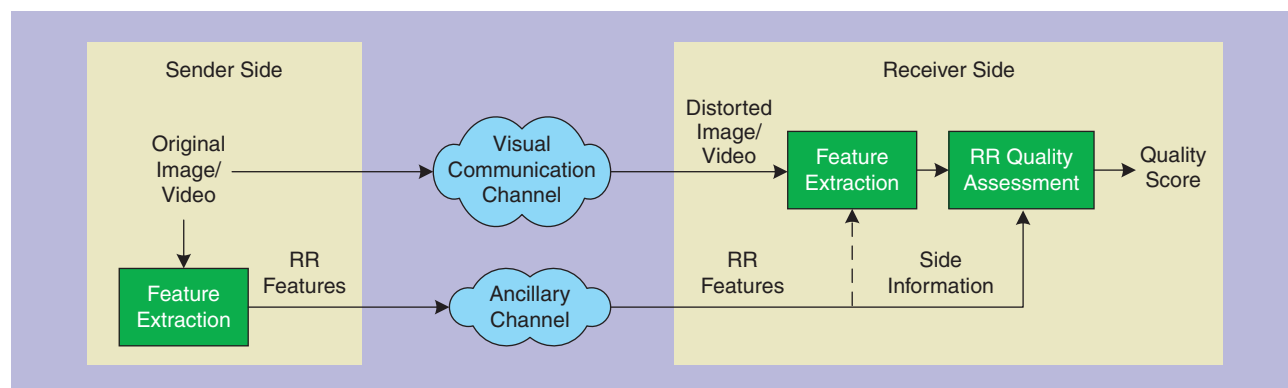 Sender Side
Original
Image/
Video
Feature
Extraction
RR
Features
Visual
Communication
Channel
Ancillary
Channel
Receiver Side
Distorted
Image/
Video
Feature
Extraction
RR Quality
Assessment
Quality
Score
RR
Features
Side
Information